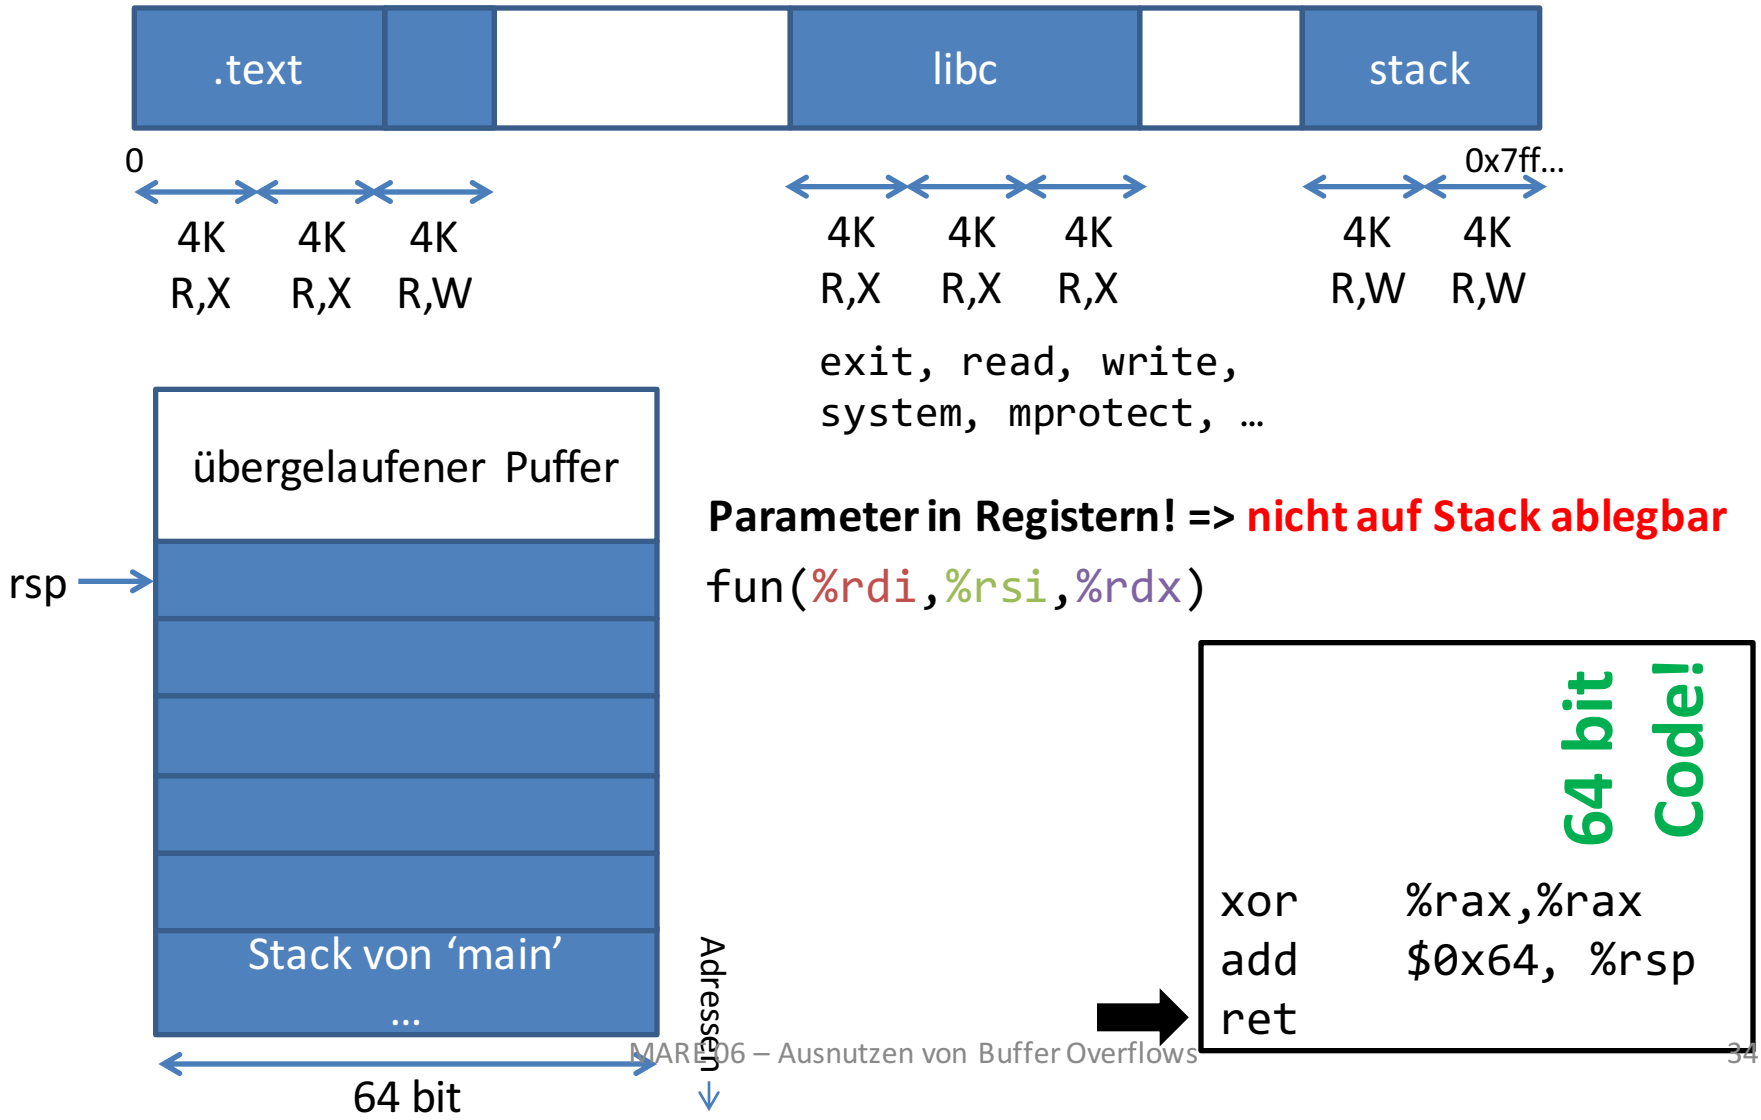 .text libc stack
0 0x7ff...
4K 4K 4K 4K 4K 4K 4K 4K
R,X R,X R,W R,X R,X R,X R,W R,W
exit, read, write,
system, mprotect, …
übergelaufener Puffer
Parameter in Registern! => nicht auf Stack ablegbar
rsp
fun(%rdi,%rsi,%rdx)
64 bit
Code!
xor %rax,%rax
add $0x64, %rsp
ret
Stack von ‘main’
...
Adressen
MARE 06 – Ausnutzen von Buffer Overflows 34
64 bit